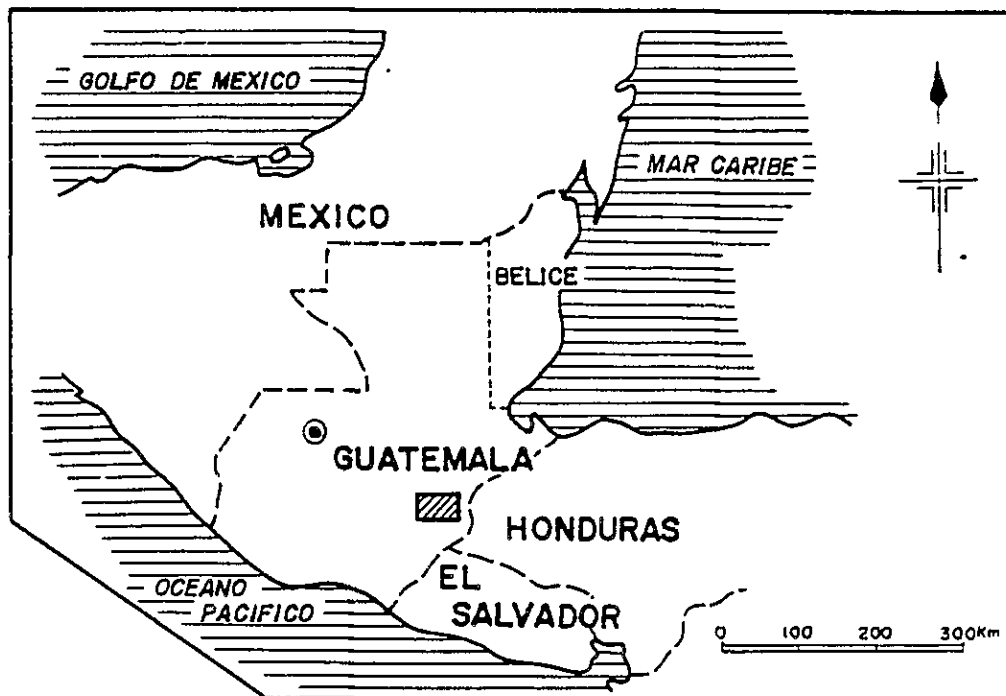 GOLFO DE MEXICO
MAR CARIBE
MEXICO
BELICE
GUATEMALA
HONDURAS
EL
SALVADOR
OCEANO
PACIFICO
0 100 200 300Km